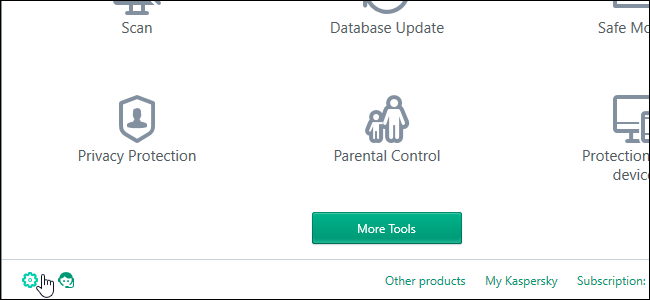 Scan
Database Update
Safe Mo
Privacy Protection
Parental Control
Protection
device
More Tools
Other products
My Kaspersky
Subscription: